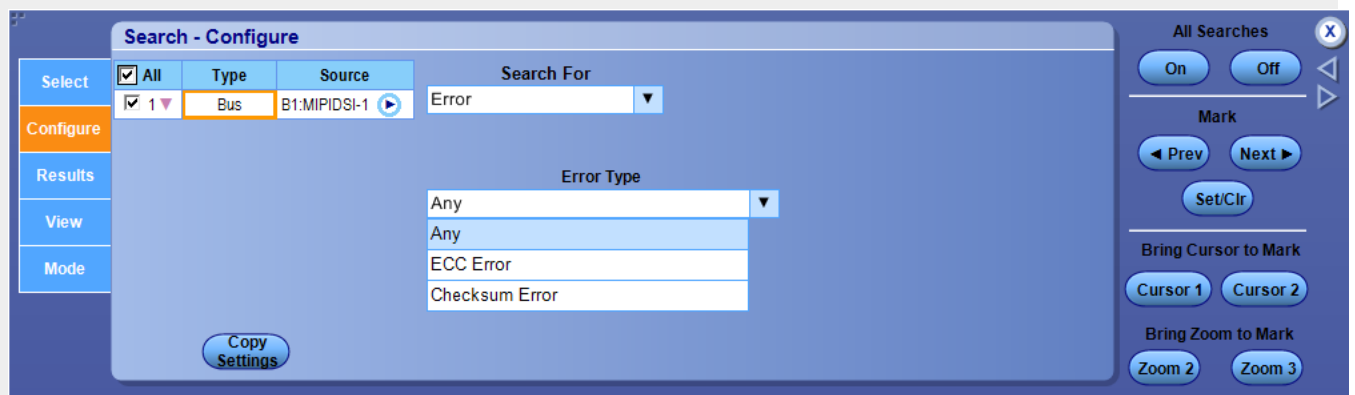 Search - Configure
Select
Configure
Results
View
Mode
All Type Source
1 Bus B1:MIPIDSI-1
Search For
Error
Error Type
Any
Any
ECC Error
Checksum Error
Copy
Settings
All Searches
X
On Off
Mark
◄ Prev Next ►
Set/Clr
Bring Cursor to Mark
Cursor 1 Cursor 2
Bring Zoom to Mark
Zoom 2 Zoom 3